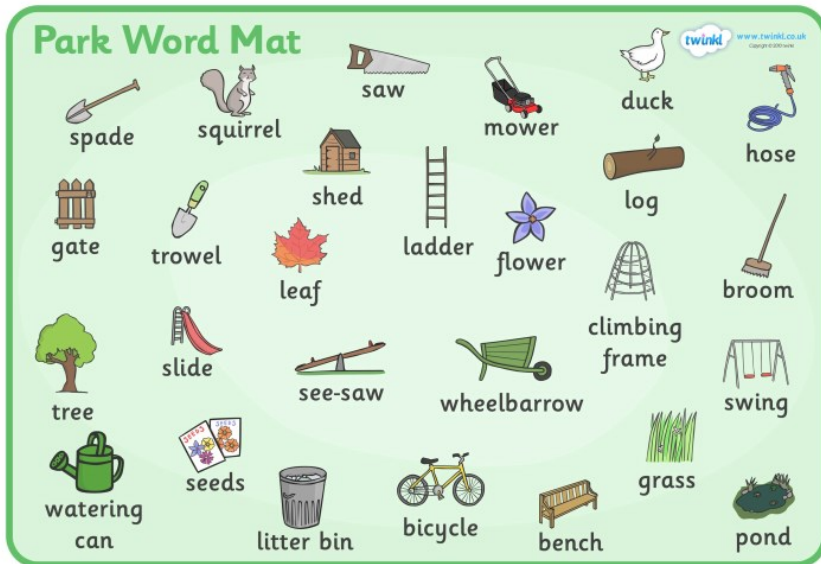 Park Word Mat
twinkl
www.twinkl.co.uk
saw
duck
spade
squirrel
mower
hose
shed
log
gate
trowel
ladder
flower
leaf
broom
climbing
frame
slide
see-saw
wheelbarrow
swing
tree
SEEDS
SEEDS
seeds
grass
watering
can
litter bin
bicycle
bench
pond